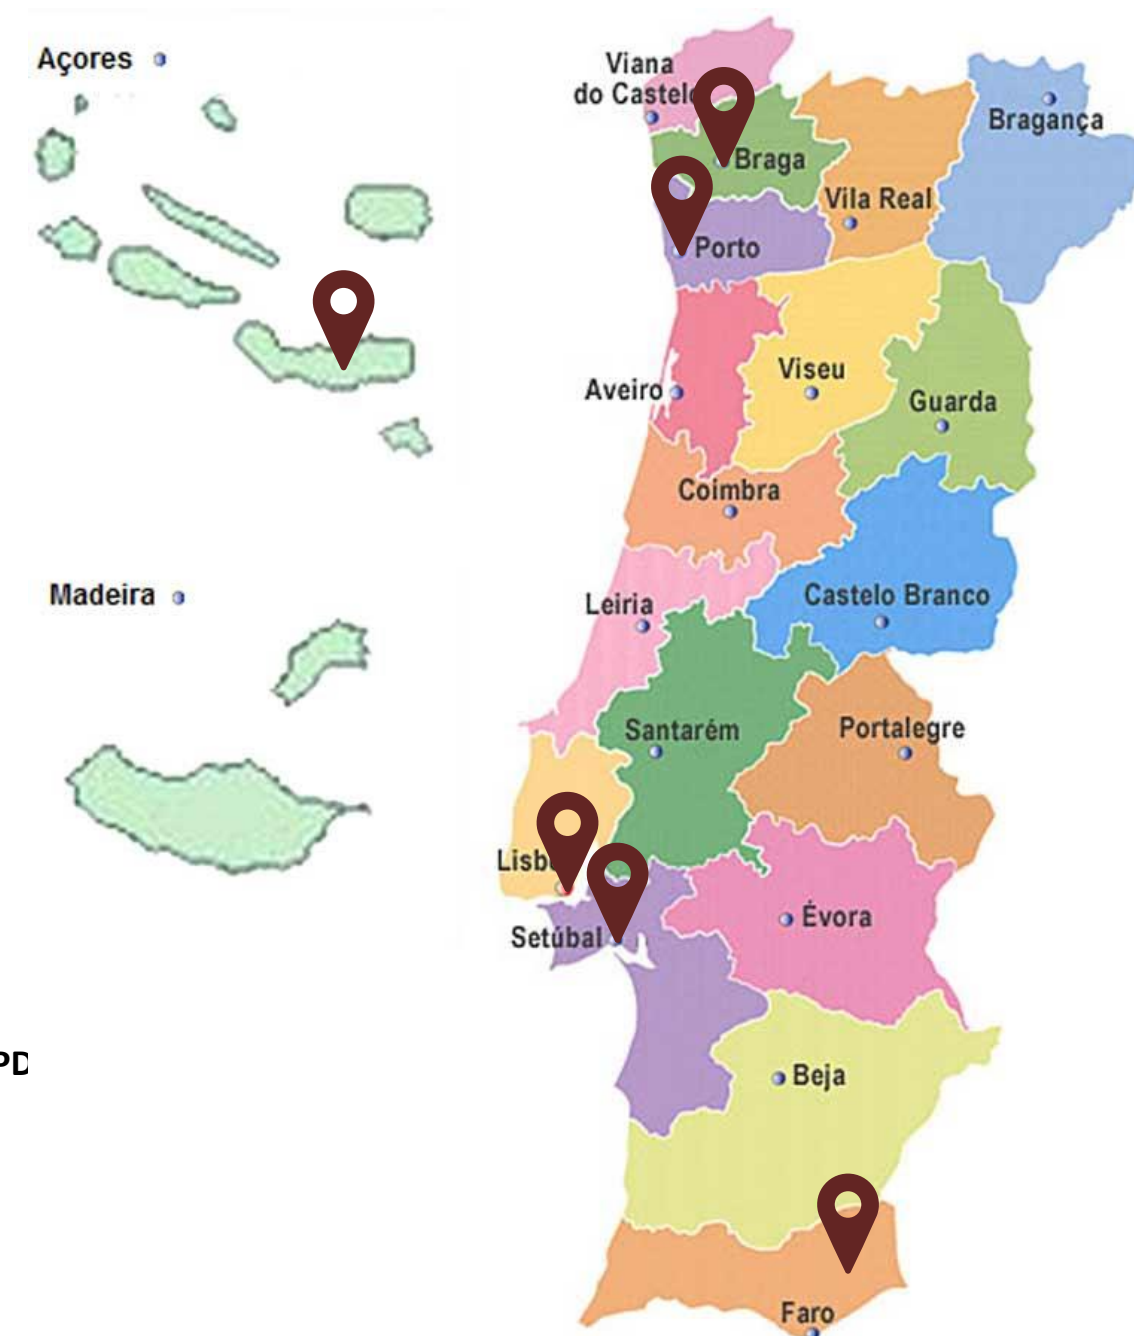 Açores
Viana
do Castelo
Bragança
Braga
Vila Real
Porto
Viseu
Aveiro
Guarda
Coimbra
Madeira
Castelo Branco
Leiria
Santarém
Portalegre
Lisb
Évora
Setúbal
PD
Beja
Faro